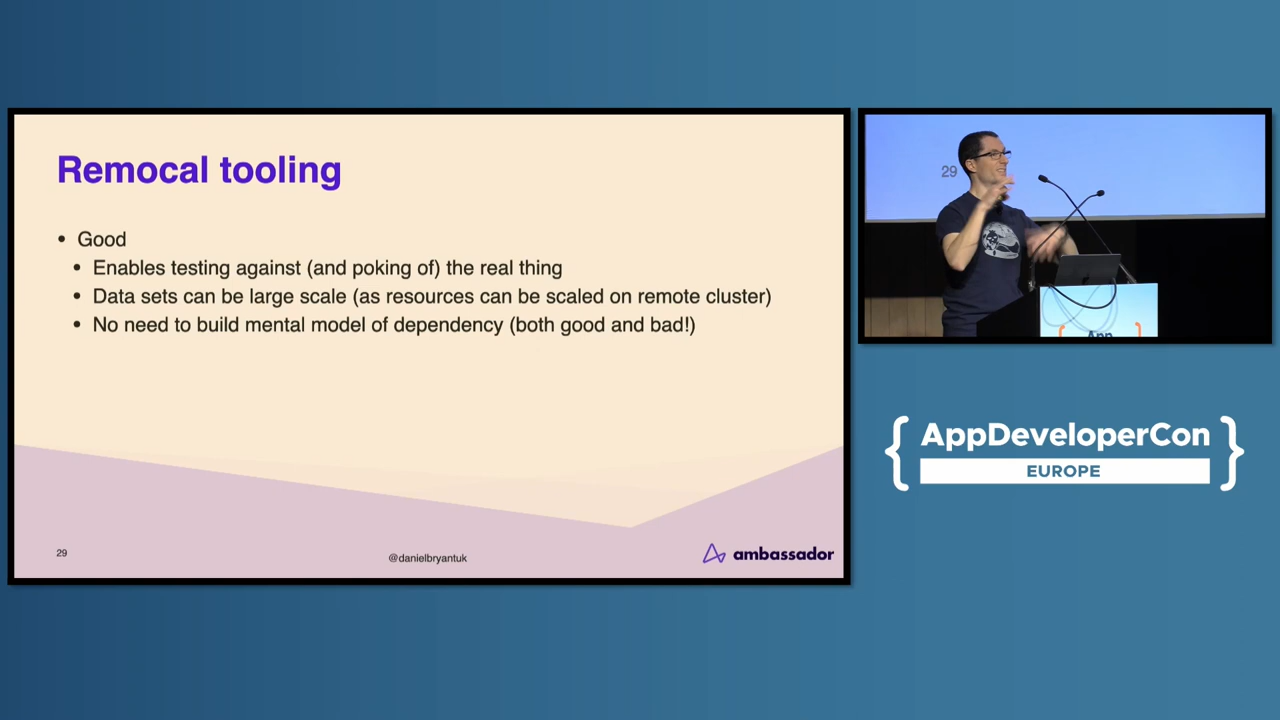 Remocal tooling
• Good
• Enables testing against (and poking of) the real thing
• Data sets can be large scale (as resources can be scaled on remote cluster)
• No need to build mental model of dependency (both good and bad!)
29
@danielbryantuk
ambassador
29
App
{ AppDeveloperCon }
EUROPE